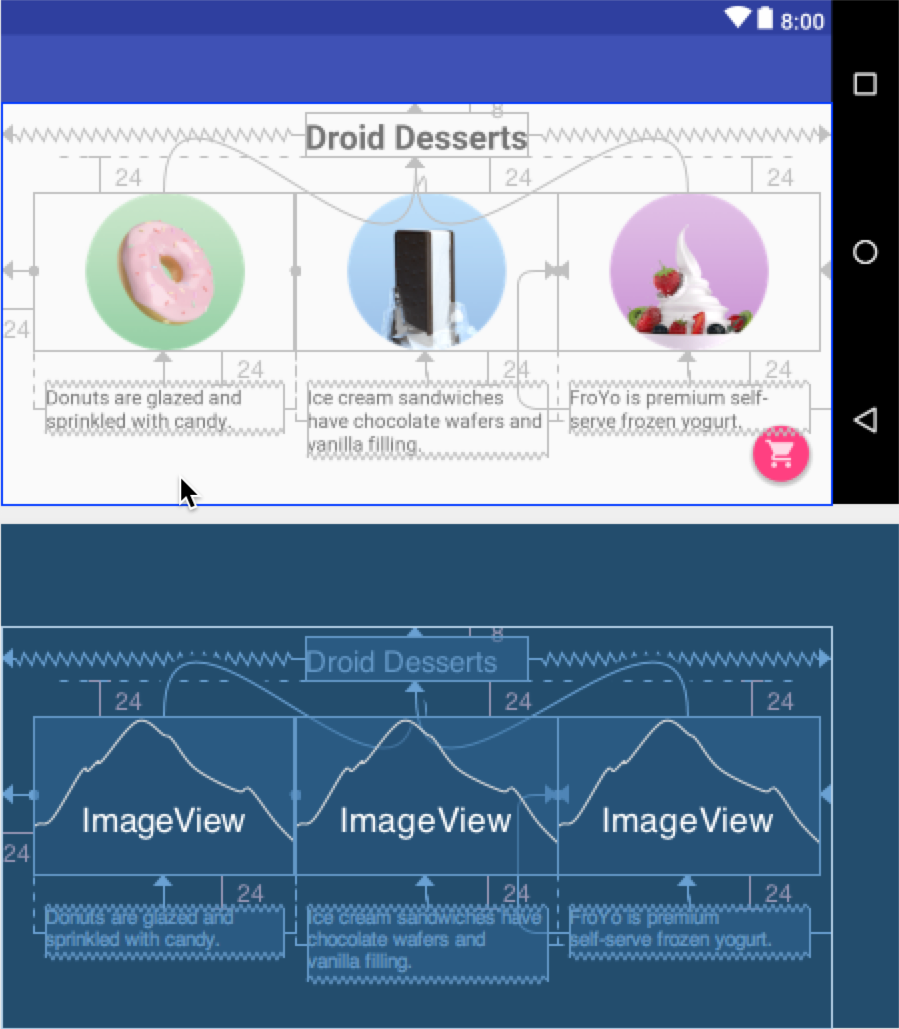 8:00
8
Droid Desserts
24
24
24
24
24
24
24
Donuts are glazed and
sprinkled with candy.
Ice cream sandwiches
have chocolate wafers and
vanilla filling.
FroYo is premium self-
serve frozen yogurt.
8
Droid Desserts
24
24
24
ImageView
ImageView
ImageView
24
24
24
24
Donuts are glazed and
sprinkled with candy.
Ice cream sandwiches have
chocolate wafers and
vanilla filling.
FroYo is premium
self-serve frozen yogurt.